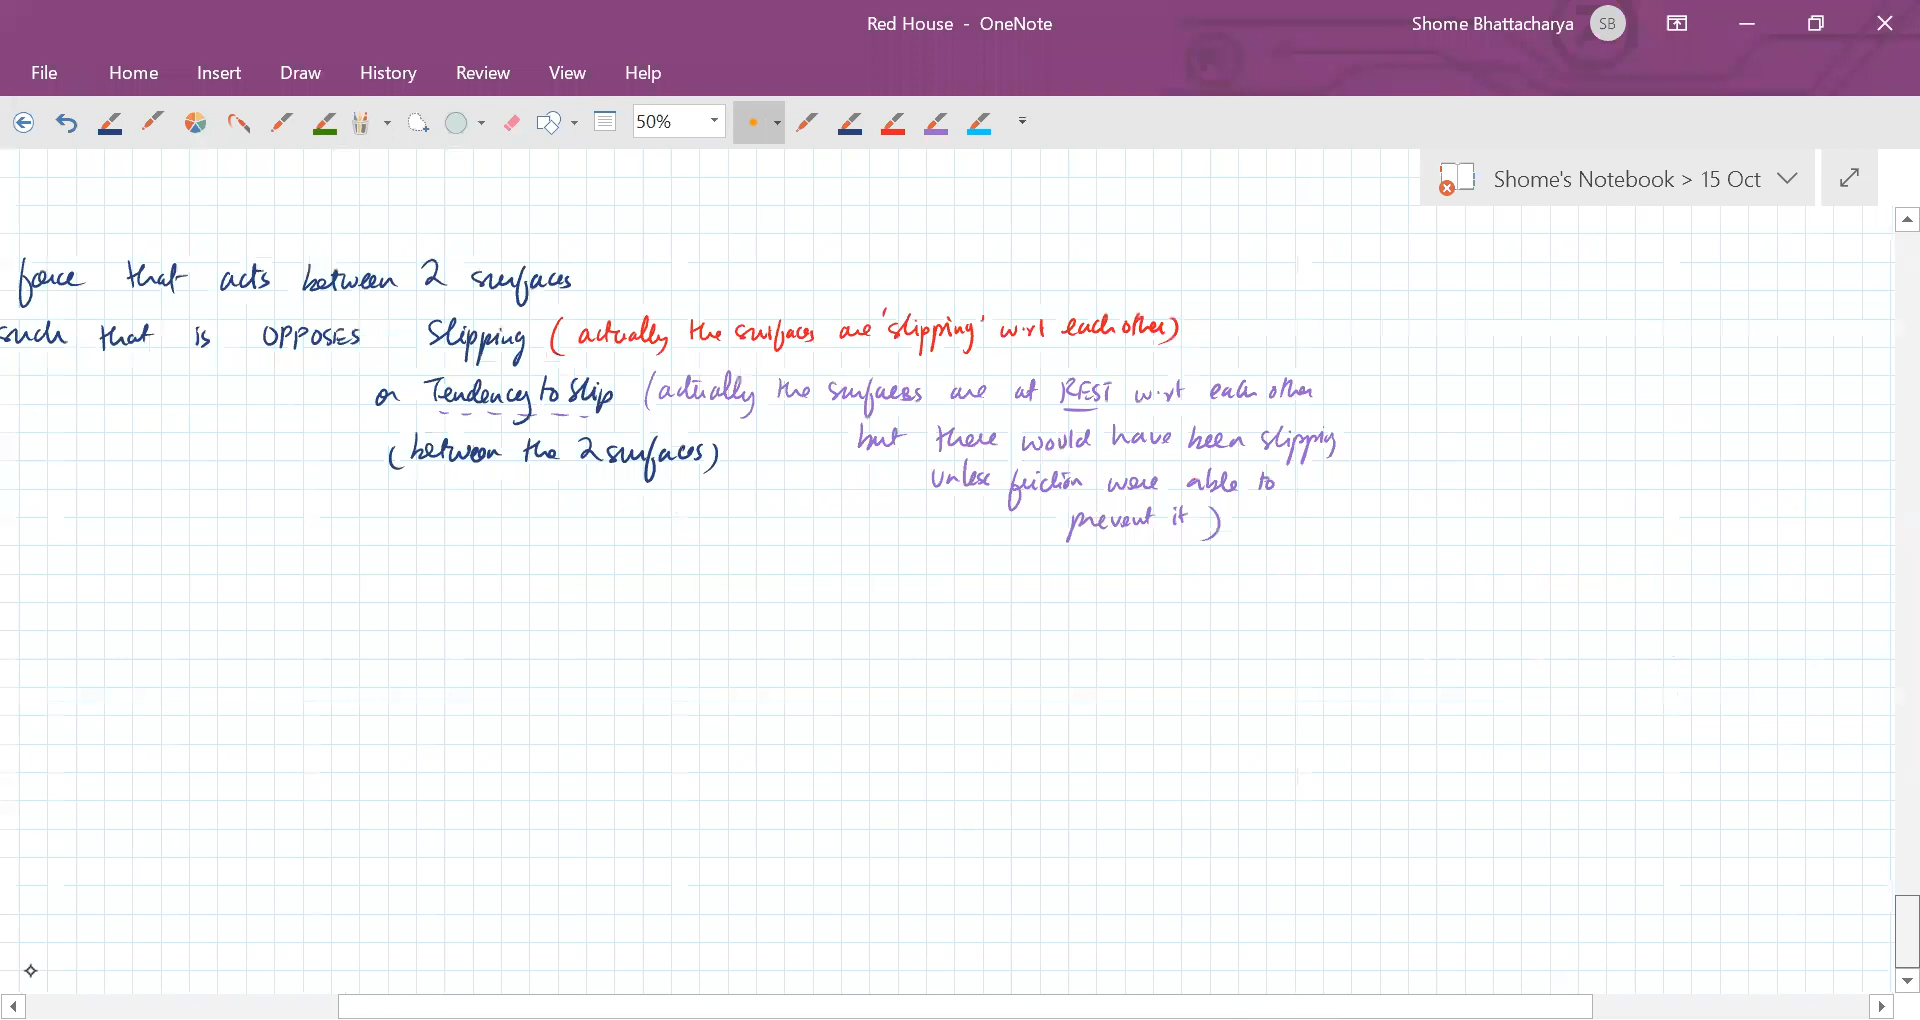 Red House - OneNote
Shome Bhattacharya SB
File Home Insert Draw History Review View Help
50%
Shome's Notebook > 15 Oct
force that acts between 2 surfaces
such that is OPPOSES Slipping (actually the surfaces are 'slipping' w.r.t each other)
or Tendency to Slip (actually the surfaces are at REST w.r.t each other
(between the 2 surfaces) but there would have been slipping
unless friction were able to
prevent it)